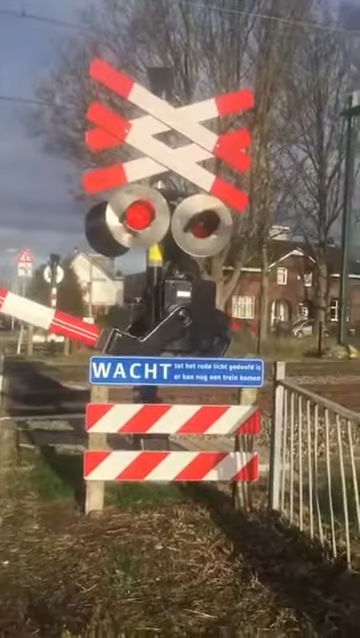 WACHT tot het rode licht gedoofd is
er kan nog een trein komen